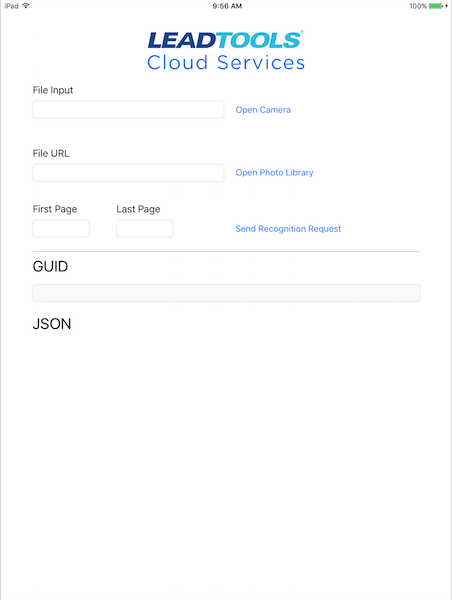 iPad 9:56 AM 100%
LEADTOOLS®
Cloud Services
File Input
Open Camera
File URL
Open Photo Library
First Page Last Page
Send Recognition Request
GUID
JSON